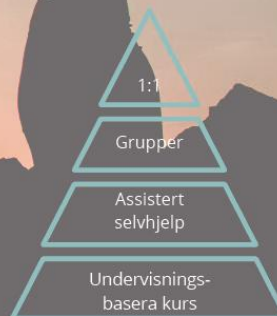 1:1
Grupper
Assistert
selvhjelp
Undervisnings-
basera kurs